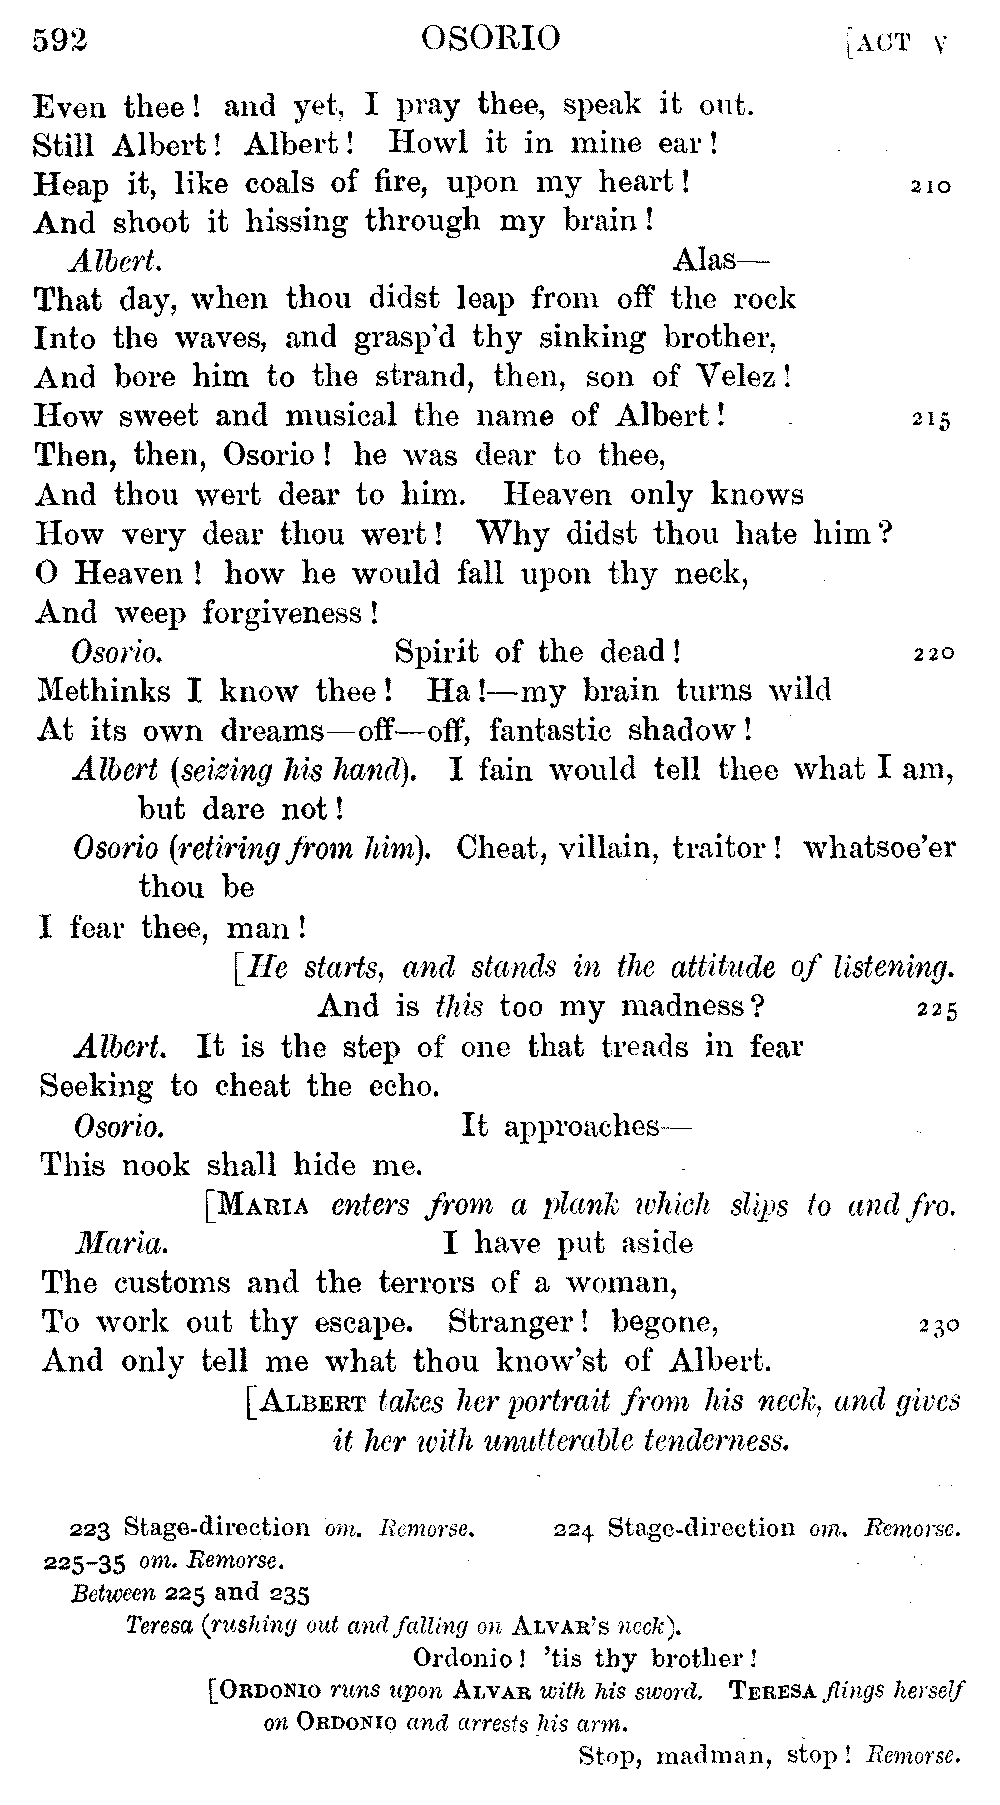 592 OSORIO [ACT V
Even thee! and yet, I pray thee, speak it out.
Still Albert! Albert! Howl it in mine ear!
Heap it, like coals of fire, upon my heart! 210
And shoot it hissing through my brain!
Albert. Alas—
That day, when thou didst leap from off the rock
Into the waves, and grasp'd thy sinking brother,
And bore him to the strand, then, son of Velez!
How sweet and musical the name of Albert! 215
Then, then, Osorio! he was dear to thee,
And thou wert dear to him. Heaven only knows
How very dear thou wert! Why didst thou hate him?
O Heaven! how he would fall upon thy neck,
And weep forgiveness!
Osorio. Spirit of the dead! 220
Methinks I know thee! Ha!—my brain turns wild
At its own dreams—off—off, fantastic shadow!
Albert (seizing his hand). I fain would tell thee what I am,
but dare not!
Osorio (retiring from him). Cheat, villain, traitor! whatsoe'er
thou be
I fear thee, man!
[He starts, and stands in the attitude of listening.
And is this too my madness? 225
Albert. It is the step of one that treads in fear
Seeking to cheat the echo.
Osorio. It approaches—
This nook shall hide me.
[MARIA enters from a plank which slips to and fro.
Maria. I have put aside
The customs and the terrors of a woman,
To work out thy escape. Stranger! begone, 230
And only tell me what thou know'st of Albert.
[ALBERT takes her portrait from his neck, and gives
it her with unutterable tenderness.
223 Stage-direction om. Remorse. 224 Stage-direction om. Remorse.
225-35 om. Remorse.
Between 225 and 235
Teresa (rushing out and falling on ALVAR's neck).
Ordonio! 'tis thy brother!
[ORDONIO runs upon ALVAR with his sword. TERESA flings herself
on ORDONIO and arrests his arm.
Stop, madman, stop! Remorse.